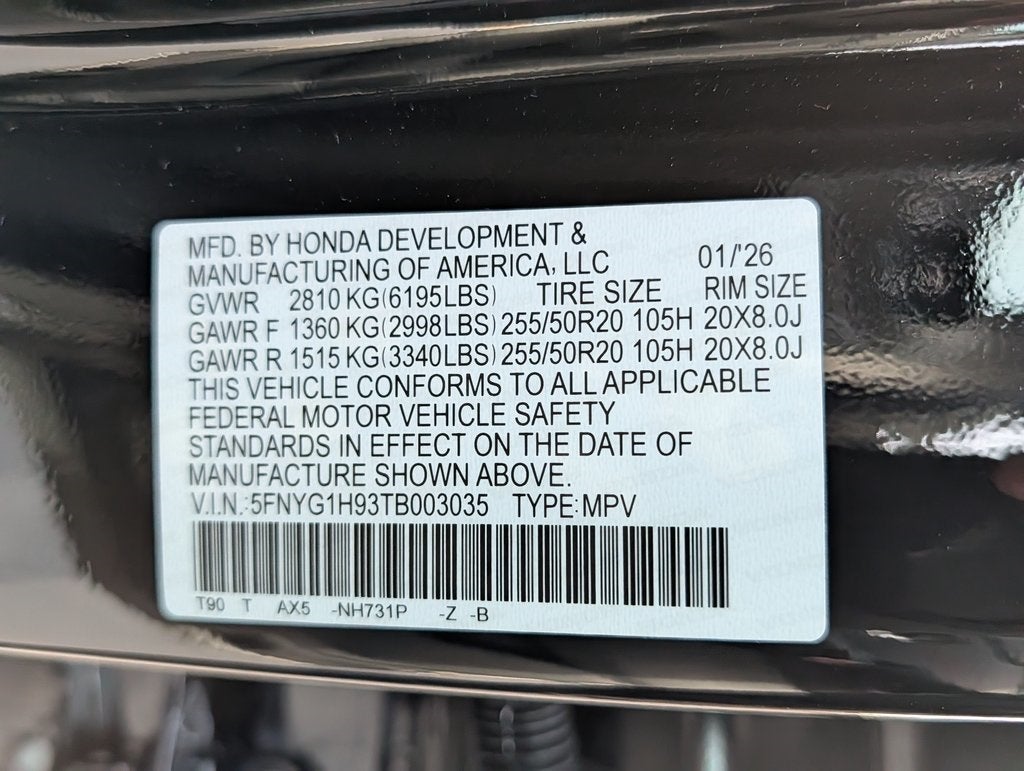 MFD. BY HONDA DEVELOPMENT &
MANUFACTURING OF AMERICA, LLC 01/'26
GVWR 2810 KG(6195LBS) TIRE SIZE RIM SIZE
GAWR F 1360 KG(2998LBS) 255/50R20 105H 20X8.0J
GAWR R 1515 KG(3340LBS) 255/50R20 105H 20X8.0J
THIS VEHICLE CONFORMS TO ALL APPLICABLE
FEDERAL MOTOR VEHICLE SAFETY
STANDARDS IN EFFECT ON THE DATE OF
MANUFACTURE SHOWN ABOVE.
V.I.N.:5FNYG1H93TB003035 TYPE:MPV
T90 T AX5 -NH731P -Z -B